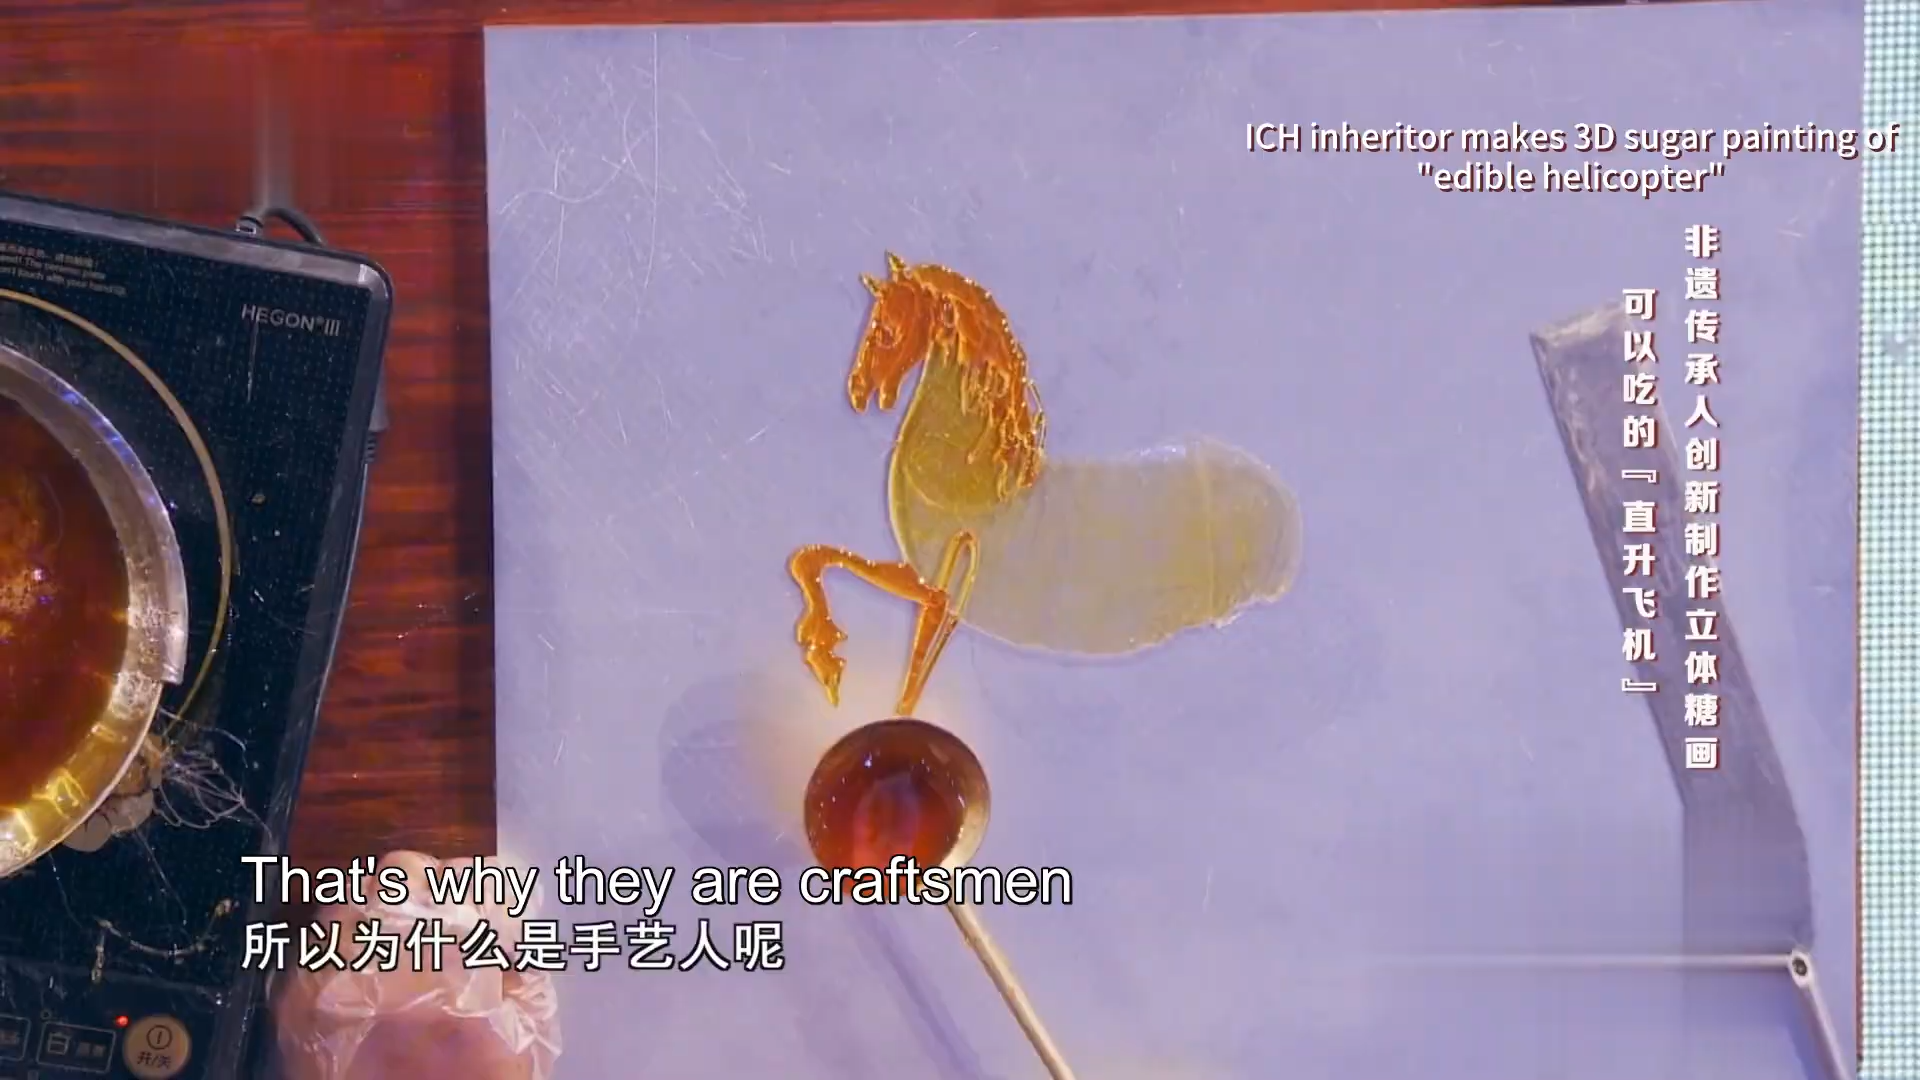 ICH inheritor makes 3D sugar painting of
"edible helicopter"
非遗传承人创新制作立体糖画
可以吃的『直升飞机』
HEGON®III
That's why they are craftsmen
所以为什么是手艺人呢
开/关